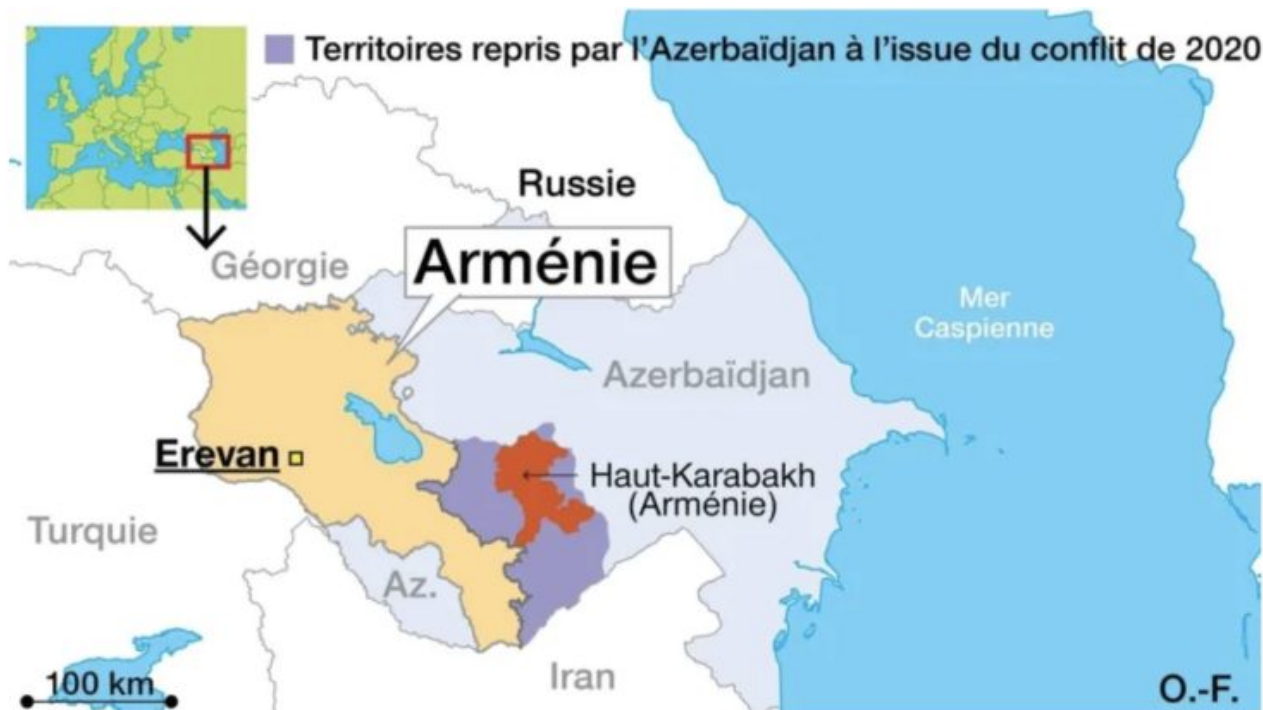 Territoires repris par l'Azerbaïdjan à l'issue du conflit de 2020
Russie
Géorgie
Arménie
Mer
Caspienne
Azerbaïdjan
Erevan
Haut-Karabakh
(Arménie)
Turquie
Az.
Iran
100 km
O.-F.